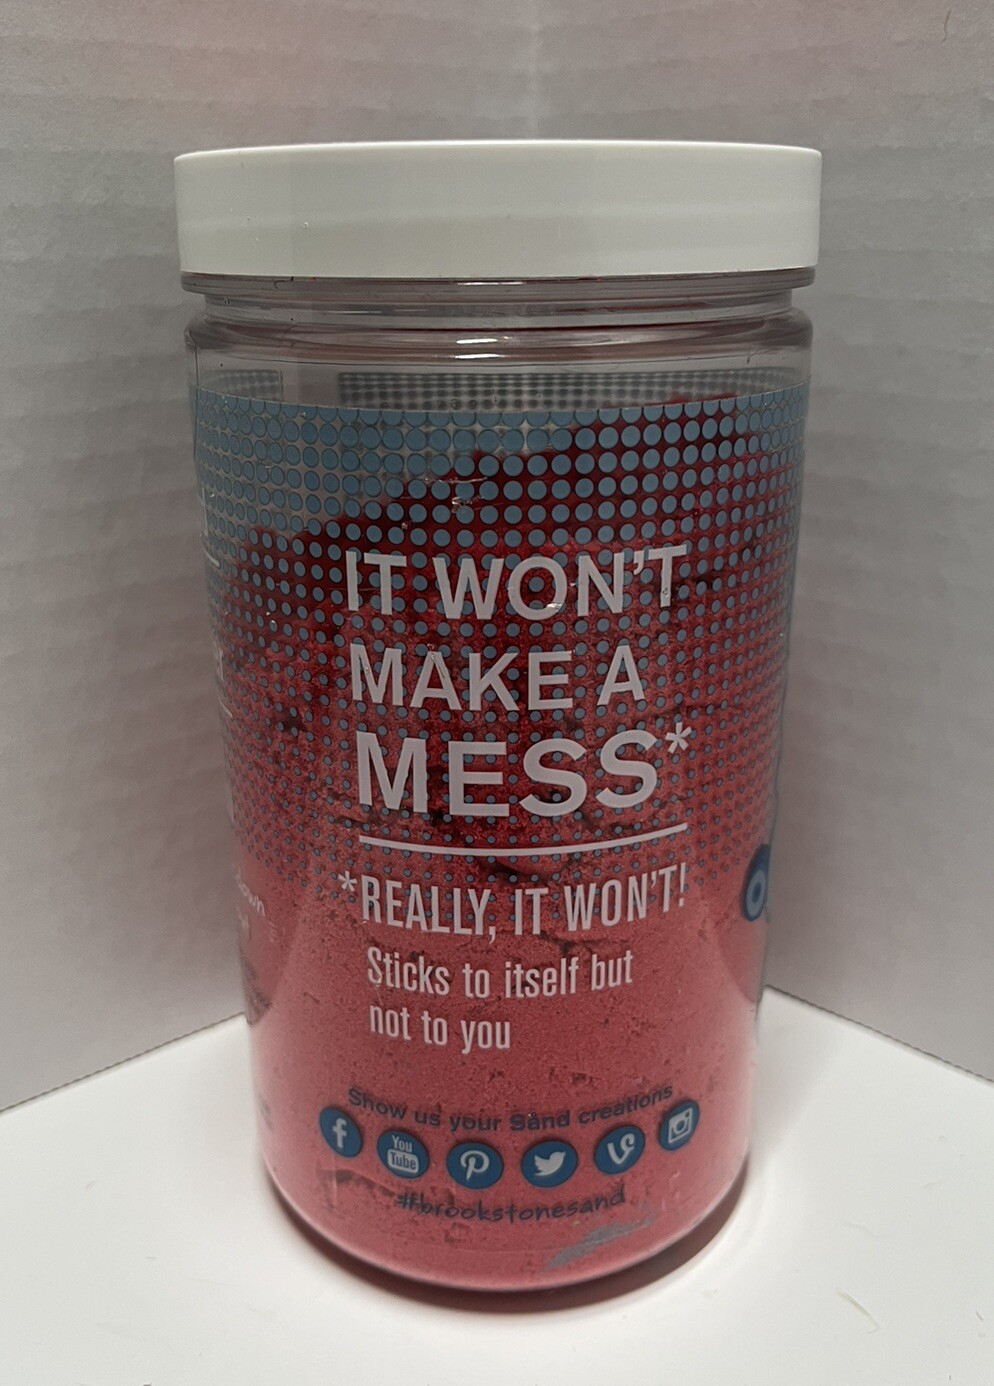 IT WON'T
MAKE A
MESS*
*REALLY, IT WON'T!
Sticks to itself but
not to you
Show us your Sånd creations
f
You
Tube
#brookstonesand